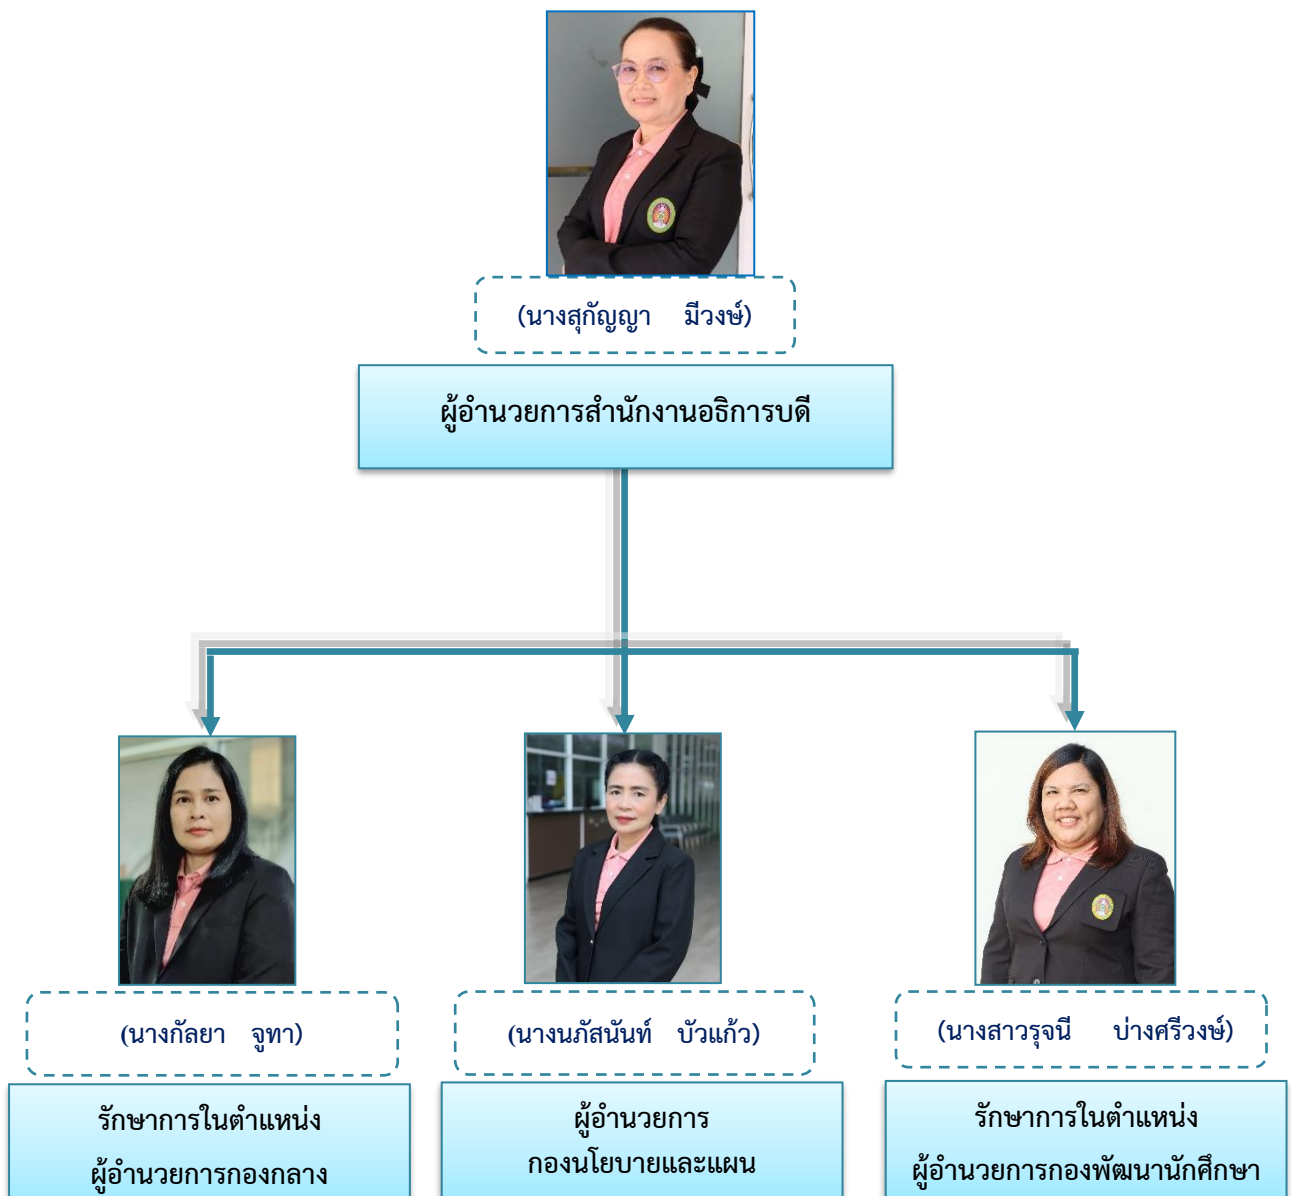 (นางสุกัญญา มีวงษ์)
ผู้อำนวยการสำนักงานอธิการบดี
(นางกัลยา จูทา)
รักษาการในตำแหน่ง
ผู้อำนวยการกองกลาง
(นางนภัสนันท์ บัวแก้ว)
ผู้อำนวยการ
กองนโยบายและแผน
(นางสาวรุจนี บ่างศรีวงษ์)
รักษาการในตำแหน่ง
ผู้อำนวยการกองพัฒนานักศึกษา